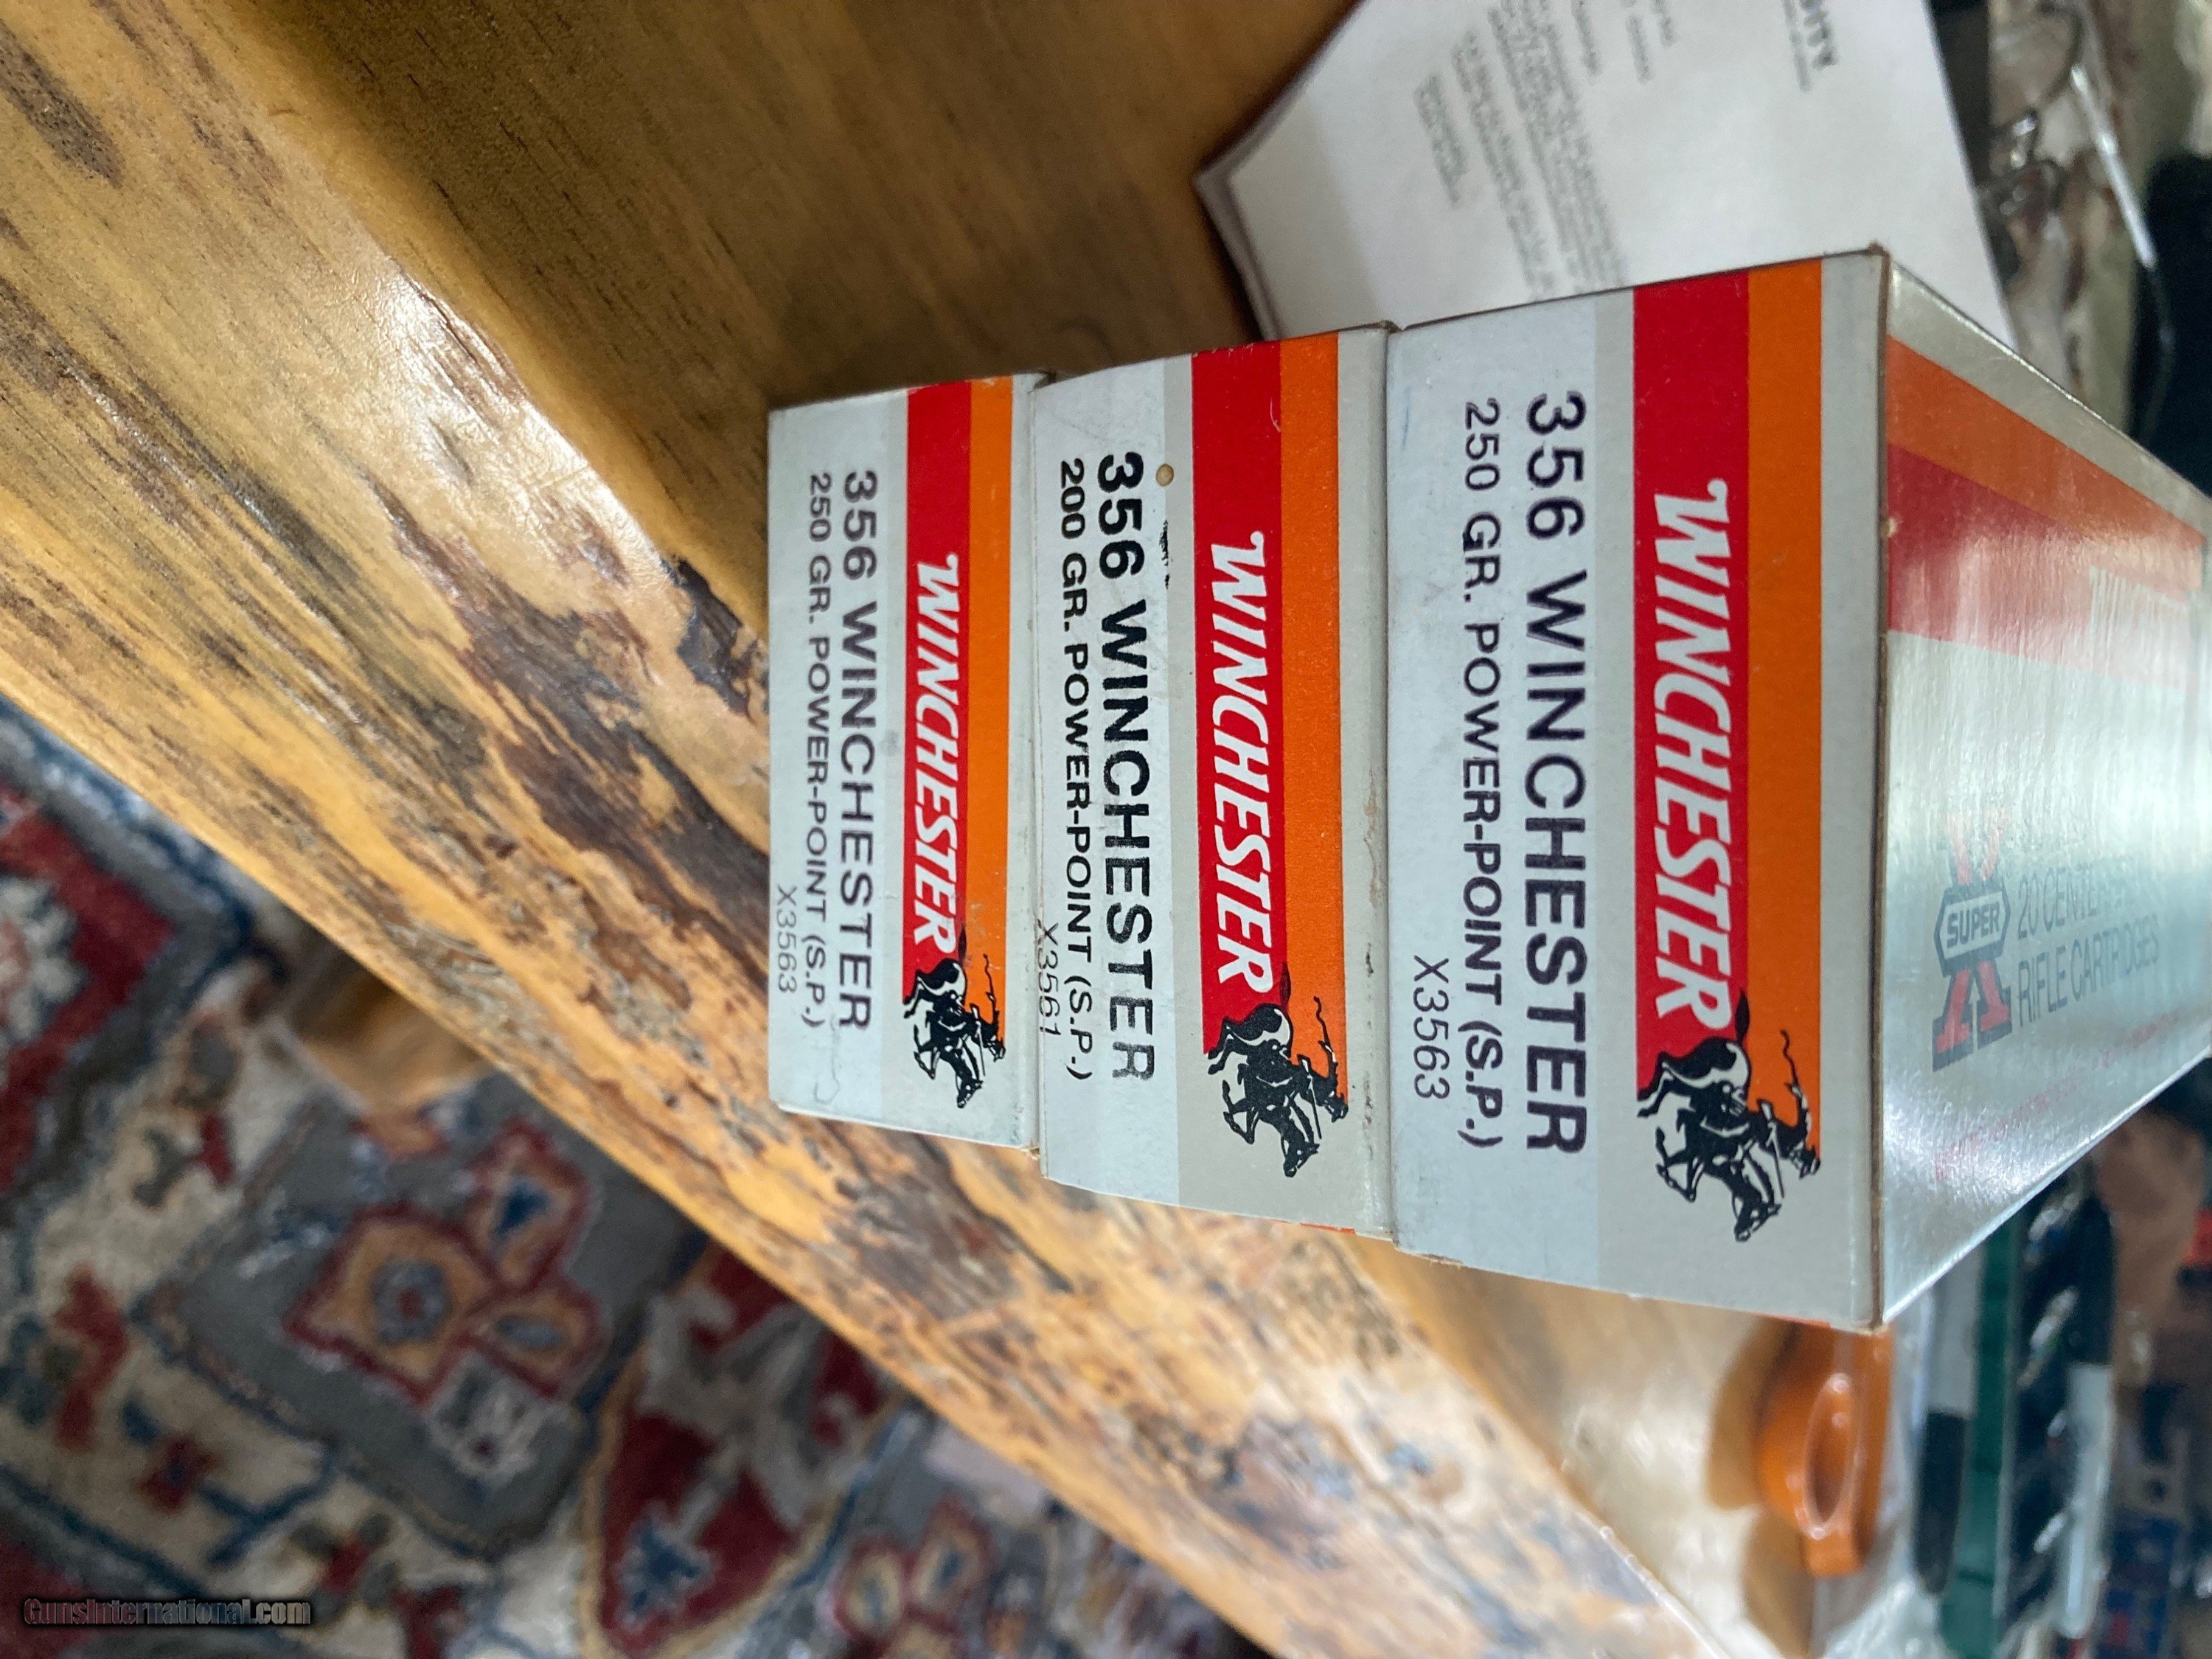 356 WINCHESTER
250 GR. POWER-POINT (S.P.)
X3563
WINCHESTER
356 WINCHESTER
200 GR. POWER-POINT (S.P.)
X3561
WINCHESTER
356 WINCHESTER
250 GR. POWER-POINT (S.P.)
X3563
WINCHESTER
SUPER
X
20 CENTERFIRE
RIFLE CARTRIDGES
GunsInternational.com